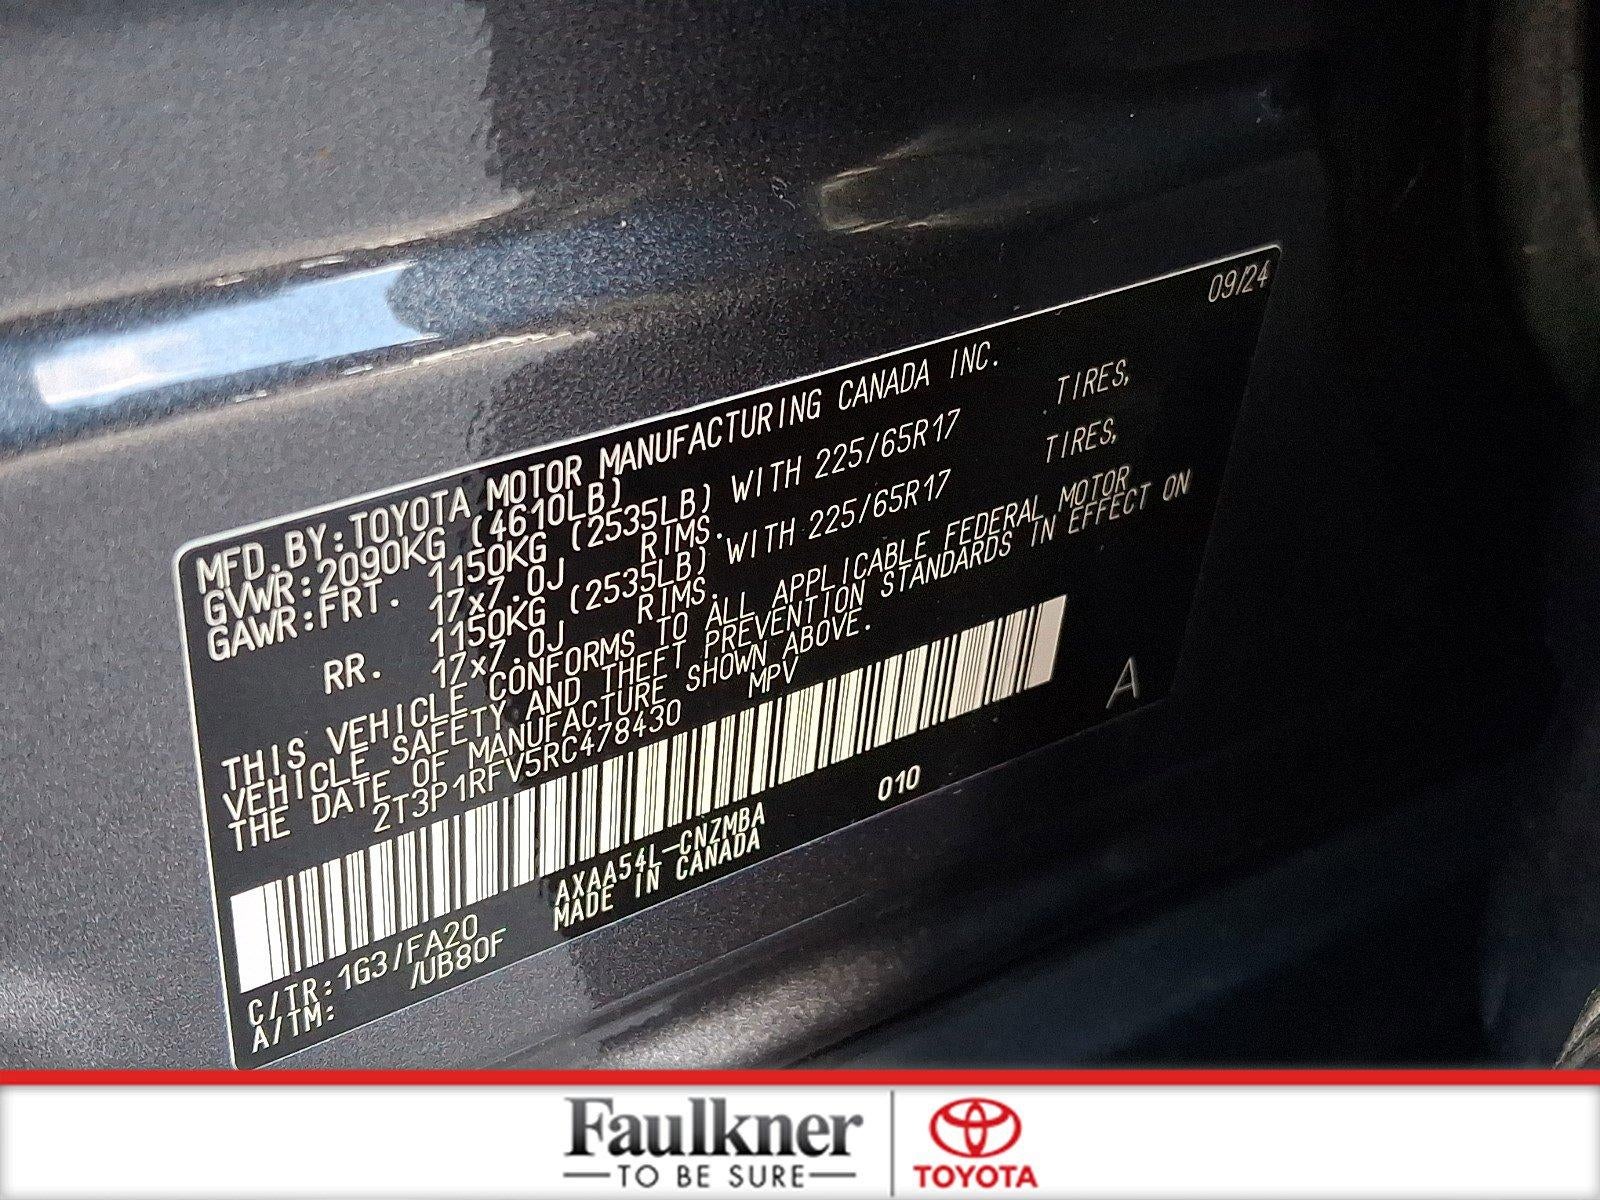 09/24
MFD.BY:TOYOTA MOTOR MANUFACTURING CANADA INC.
GVWR:2090KG (4610LB)
GAWR:FRT. 1150KG (2535LB) WITH 225/65R17 TIRES,
17x7.0J RIMS.
RR. 1150KG (2535LB) WITH 225/65R17 TIRES,
17x7.0J RIMS.
THIS VEHICLE CONFORMS TO ALL APPLICABLE FEDERAL MOTOR
VEHICLE SAFETY AND THEFT PREVENTION STANDARDS IN EFFECT ON
THE DATE OF MANUFACTURE SHOWN ABOVE.
2T3P1RFV5RC478430 MPV
A
C/TR:1G3/FA20 AXAA54L-CNZMBA 010
A/TM: /UB80F MADE IN CANADA
Faulkner
TO BE SURE
TOYOTA